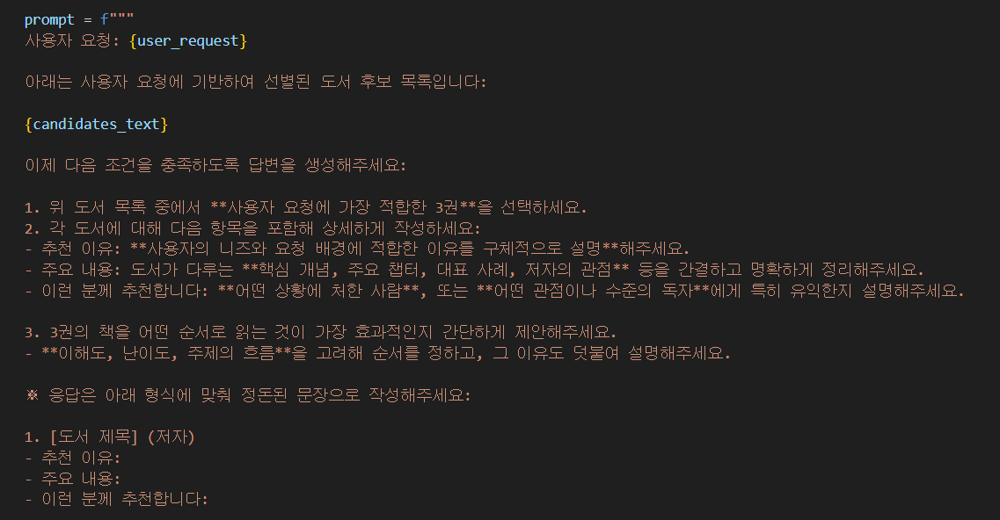 prompt = f"""
사용자 요청: {user_request}
아래는 사용자 요청에 기반하여 선별된 도서 후보 목록입니다:
{candidates_text}
이제 다음 조건을 충족하도록 답변을 생성해주세요:
1. 위 도서 목록 중에서 **사용자 요청에 가장 적합한 3권**을 선택하세요.
2. 각 도서에 대해 다음 항목을 포함해 상세하게 작성하세요:
- 추천 이유: **사용자의 니즈와 요청 배경에 적합한 이유를 구체적으로 설명**해주세요.
- 주요 내용: 도서가 다루는 **핵심 개념, 주요 챕터, 대표 사례, 저자의 관점** 등을 간결하고 명확하게 정리해주세요.
- 이런 분께 추천합니다: **어떤 상황에 처한 사람**, 또는 **어떤 관점이나 수준의 독자**에게 특히 유익한지 설명해주세요.
3. 3권의 책을 어떤 순서로 읽는 것이 가장 효과적인지 간단하게 제안해주세요.
- **이해도, 난이도, 주제의 흐름**을 고려해 순서를 정하고, 그 이유도 덧붙여 설명해주세요.
※ 응답은 아래 형식에 맞춰 정돈된 문장으로 작성해주세요:
1. [도서 제목] (저자)
- 추천 이유:
- 주요 내용:
- 이런 분께 추천합니다: